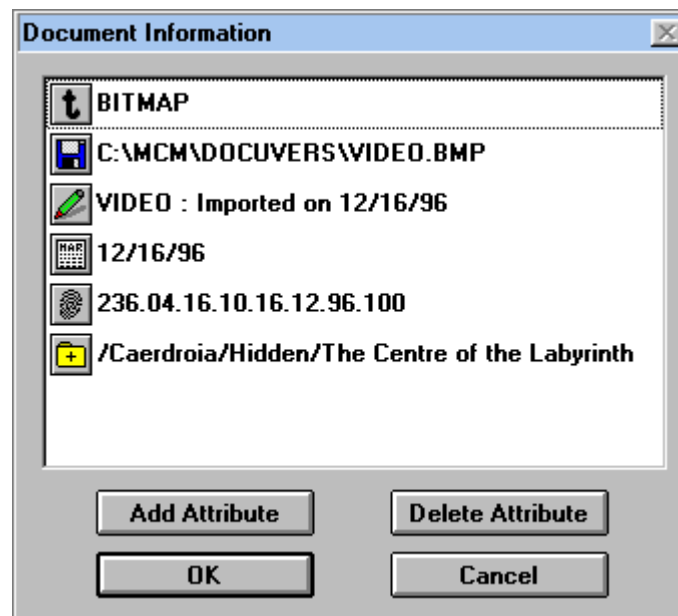 Document Information
t BITMAP
C:\MCM\DOCUVERS\VIDEO.BMP
VIDEO : Imported on 12/16/96
MAR 12/16/96
236.04.16.10.16.12.96.100
/Caerdroia/Hidden/The Centre of the Labyrinth
Add Attribute Delete Attribute
OK Cancel